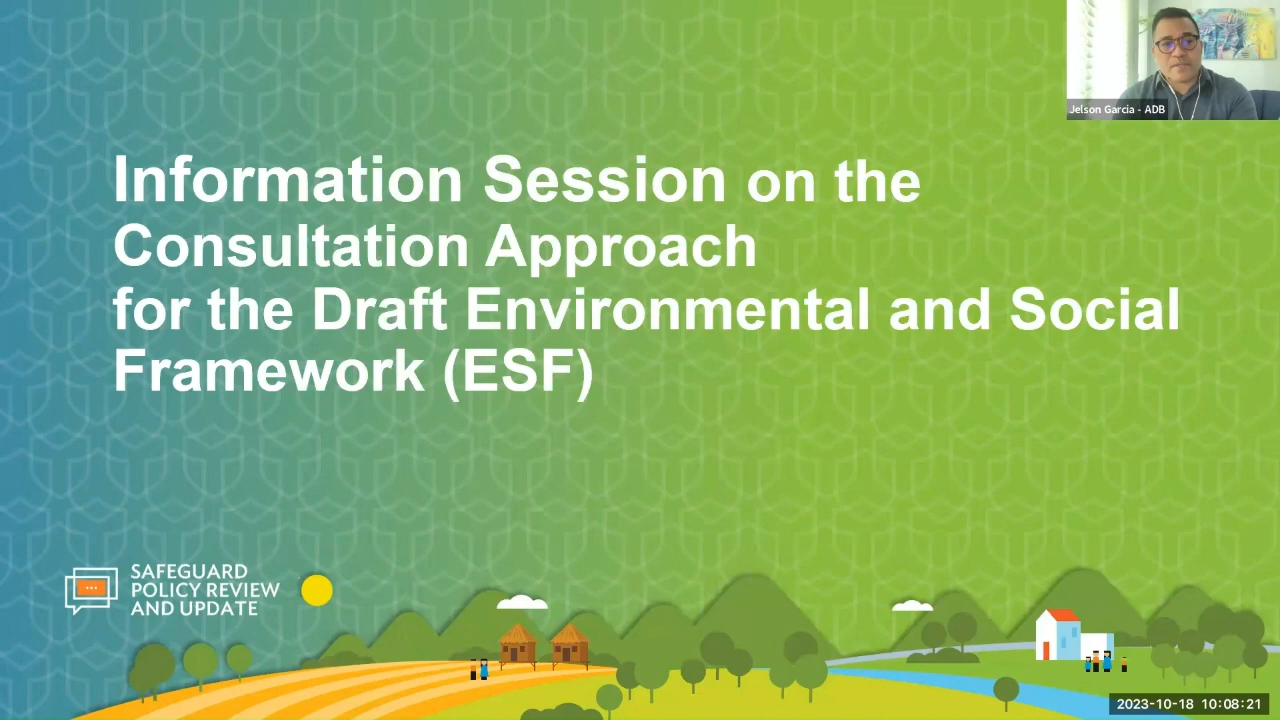 Jelson Garcia - ADB
Information Session on the
Consultation Approach
for the Draft Environmental and Social
Framework (ESF)
SAFEGUARD
POLICY REVIEW
AND UPDATE
2023-10-18 10:08:21